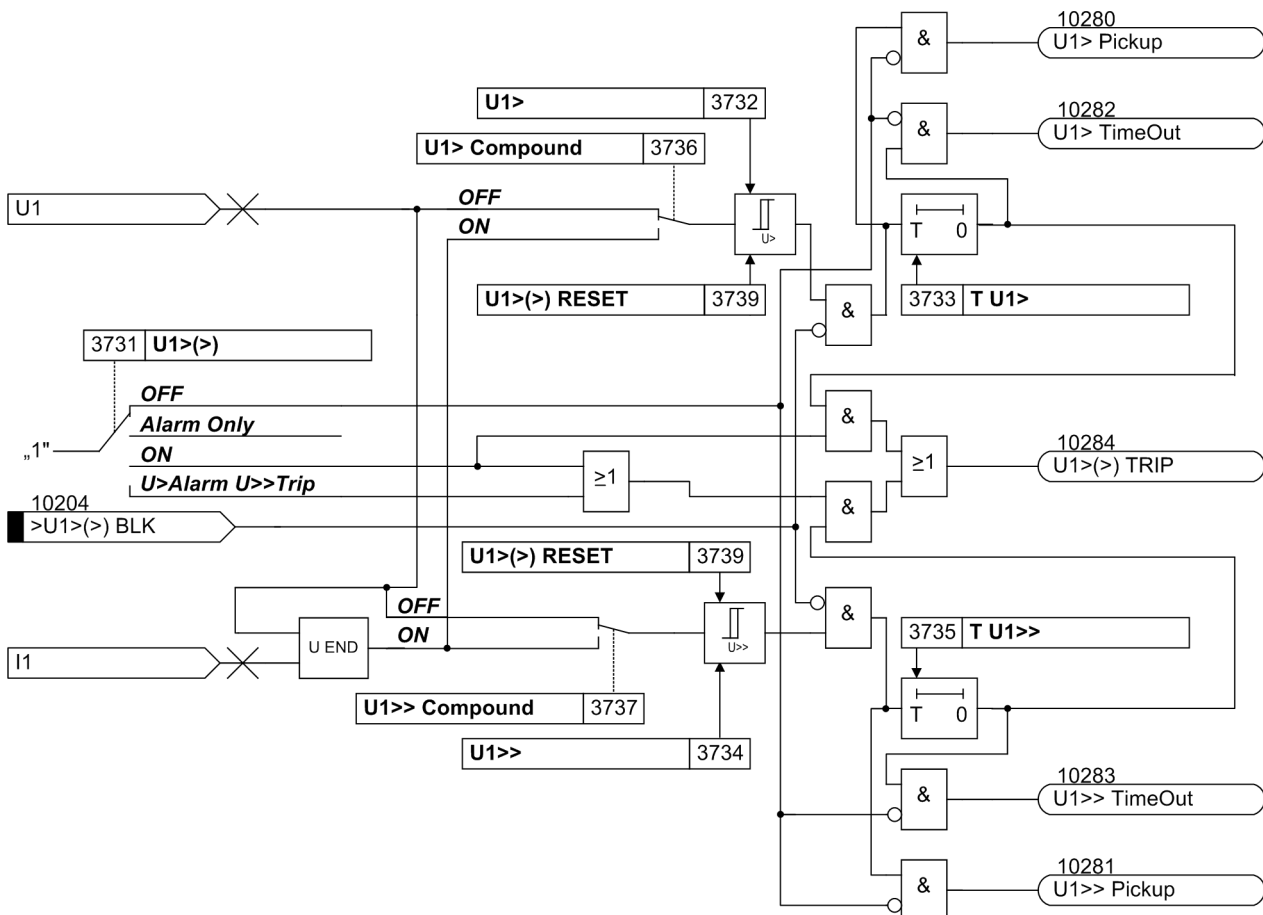 10280
&
U1> Pickup
U1> 3732
10282
&
U1> TimeOut
U1> Compound 3736
U1
OFF
ON
U>
T 0
U1>(>) RESET 3739
3733 T U1>
&
3731 U1>(>)
OFF
Alarm Only
&
„1"
ON
≥1
10284
U1>(>) TRIP
U>Alarm U>>Trip
≥1
&
10204
>U1>(>) BLK
U1>(>) RESET 3739
OFF
&
3735 T U1>>
U END
ON
U>>
I1
U1>> Compound 3737
T 0
U1>> 3734
10283
&
U1>> TimeOut
10281
&
U1>> Pickup